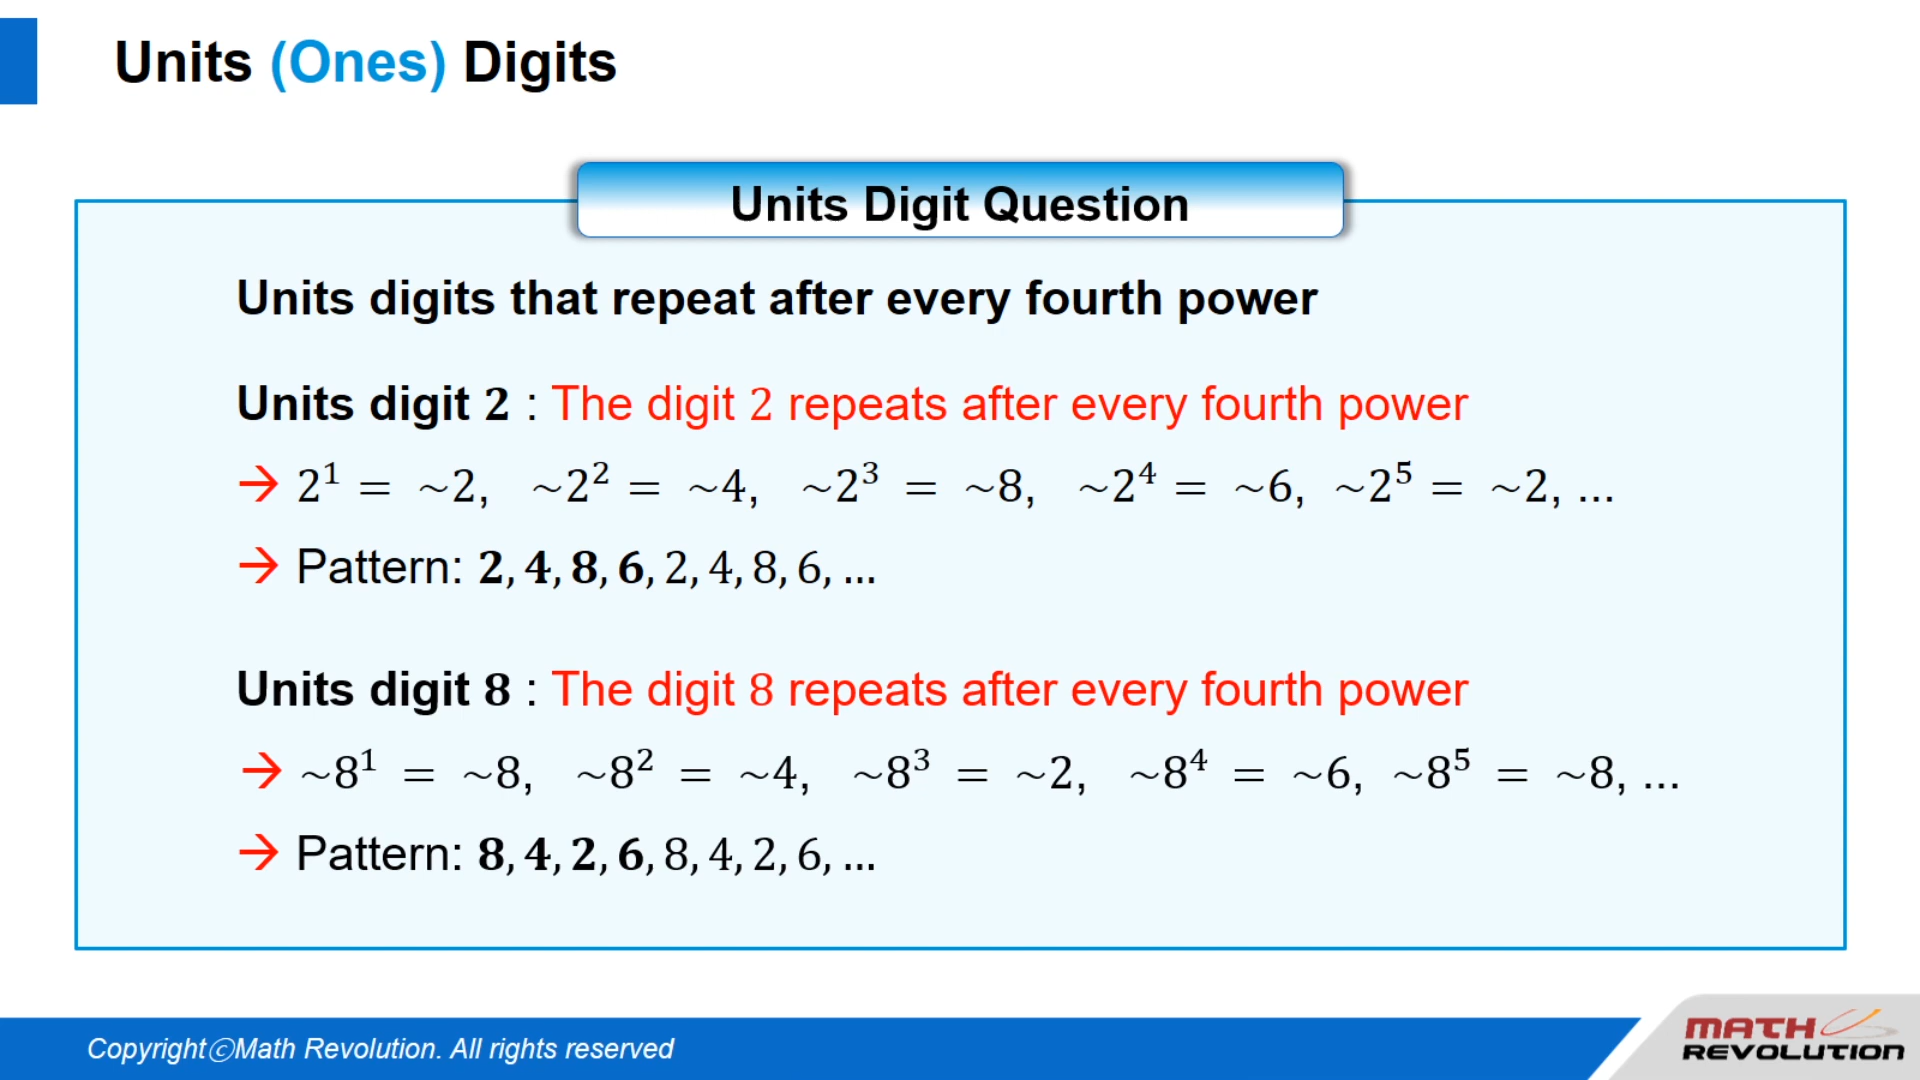 Units (Ones) Digits
Units Digit Question
Units digits that repeat after every fourth power
Units digit 2 : The digit 2 repeats after every fourth power
→ 2¹ = ~2, ~2² = ~4, ~2³ = ~8, ~2⁴ = ~6, ~2⁵ = ~2, ...
→ Pattern: 2, 4, 8, 6, 2, 4, 8, 6, ...
Units digit 8 : The digit 8 repeats after every fourth power
→ ~8¹ = ~8, ~8² = ~4, ~8³ = ~2, ~8⁴ = ~6, ~8⁵ = ~8, ...
→ Pattern: 8, 4, 2, 6, 8, 4, 2, 6, ...
CopyrightⓒMath Revolution. All rights reserved
MATH
REVOLUTION